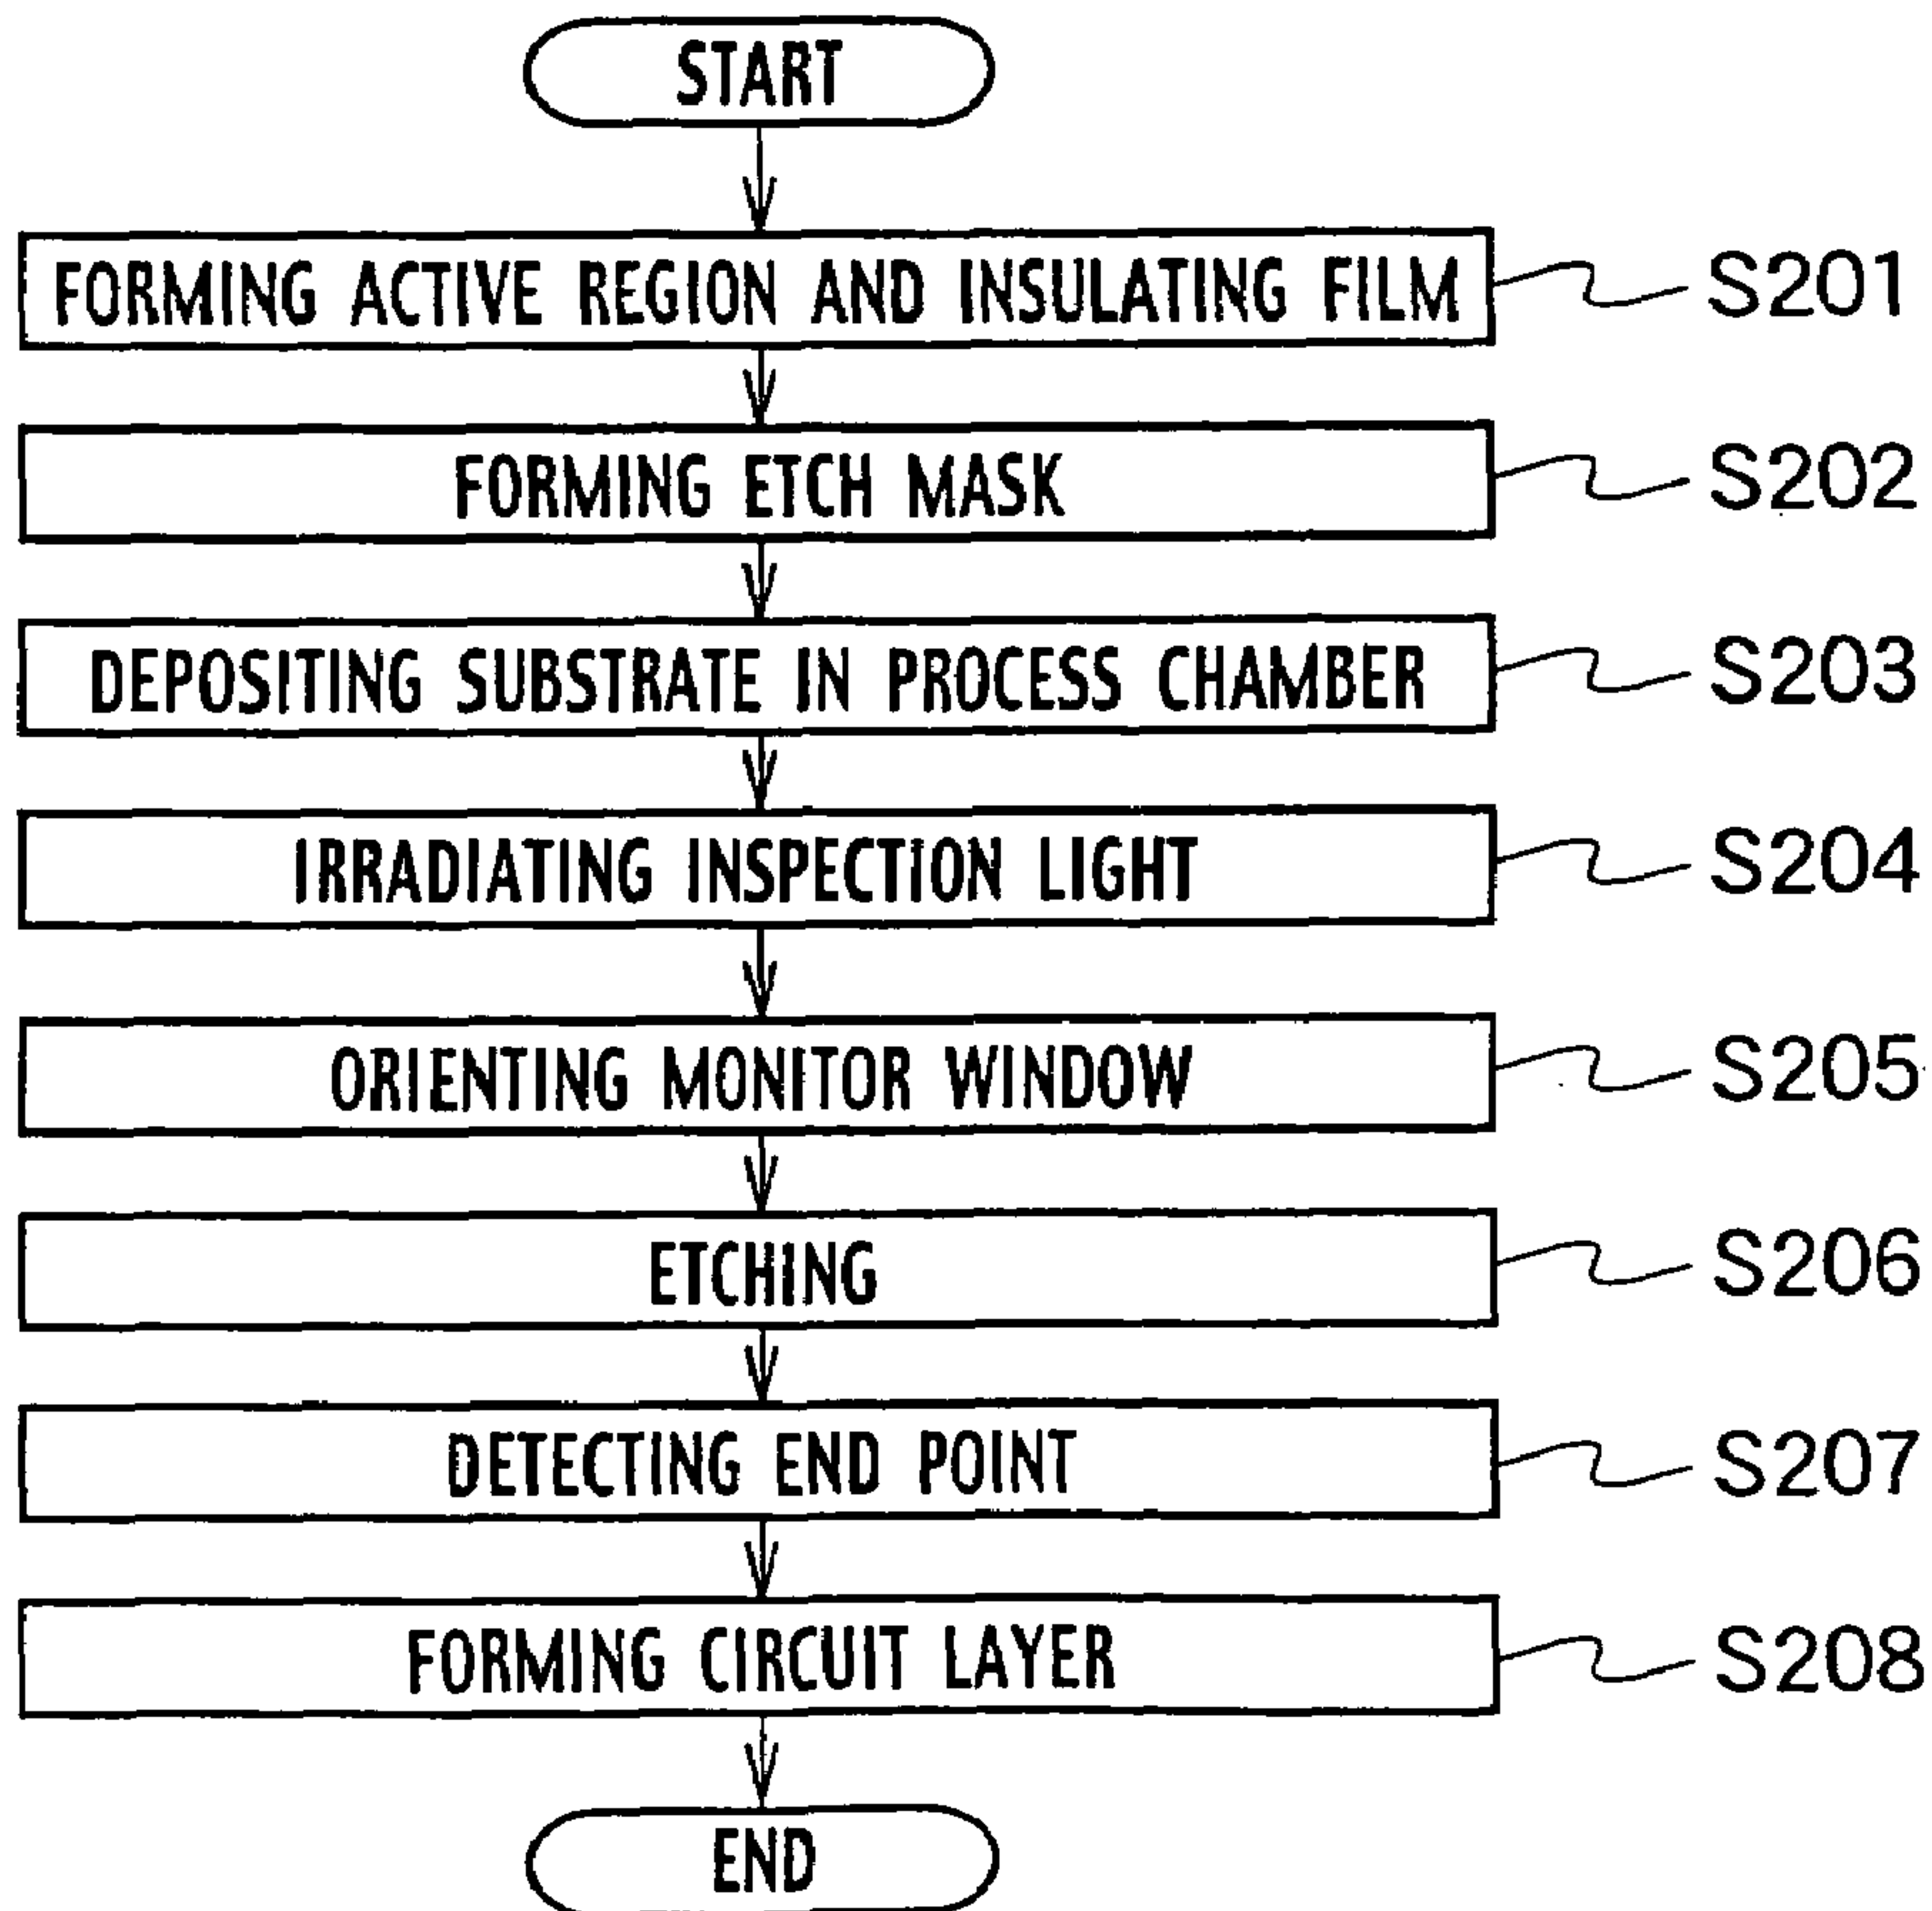 START
FORMING ACTIVE REGION AND INSULATING FILM S201
FORMING ETCH MASK S202
DEPOSITING SUBSTRATE IN PROCESS CHAMBER S203
IRRADIATING INSPECTION LIGHT S204
ORIENTING MONITOR WINDOW S205
ETCHING S206
DETECTING END POINT S207
FORMING CIRCUIT LAYER S208
END